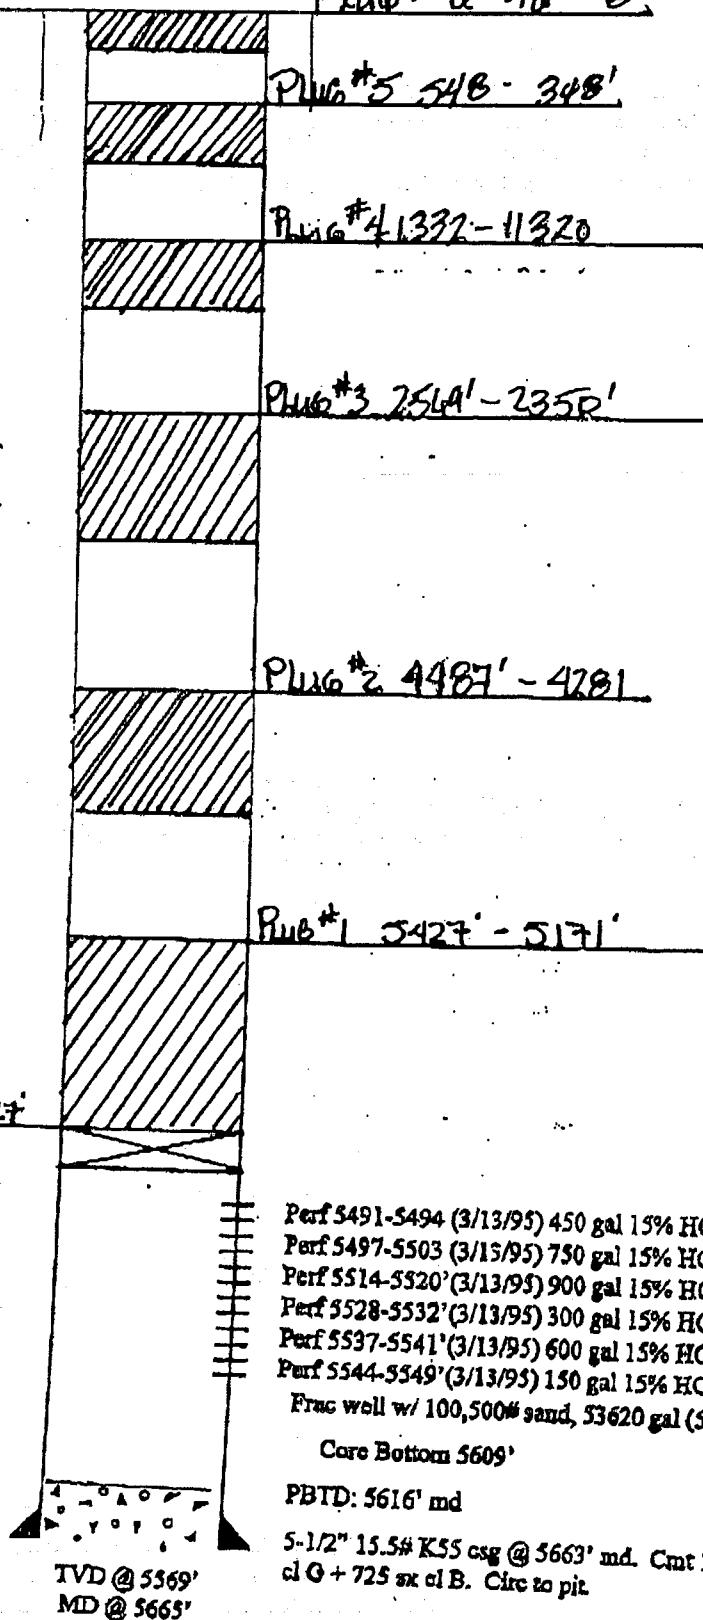 Plug #5 548 - 348'
Plug #4 1332 - 11320
Plug #3 2549' - 2350'
Plug #2 4487' - 4281
Plug #1 5427' - 5171'
Perf 5491-5494 (3/13/95) 450 gal 15% HC
Perf 5497-5503 (3/13/95) 750 gal 15% HC
Perf 5514-5520' (3/13/95) 900 gal 15% HC
Perf 5528-5532' (3/13/95) 300 gal 15% HC
Perf 5537-5541' (3/13/95) 600 gal 15% HC
Perf 5544-5549' (3/13/95) 150 gal 15% HC
Frac well w/ 100,500# sand, 53620 gal (5
Core Bottom 5609'
PBTD: 5616' md
5-1/2" 15.5# K55 csg @ 5663' md. Cmt
cl G + 725 sx cl B. Circ to pit.
TVD @ 5569'
MD @ 5665'